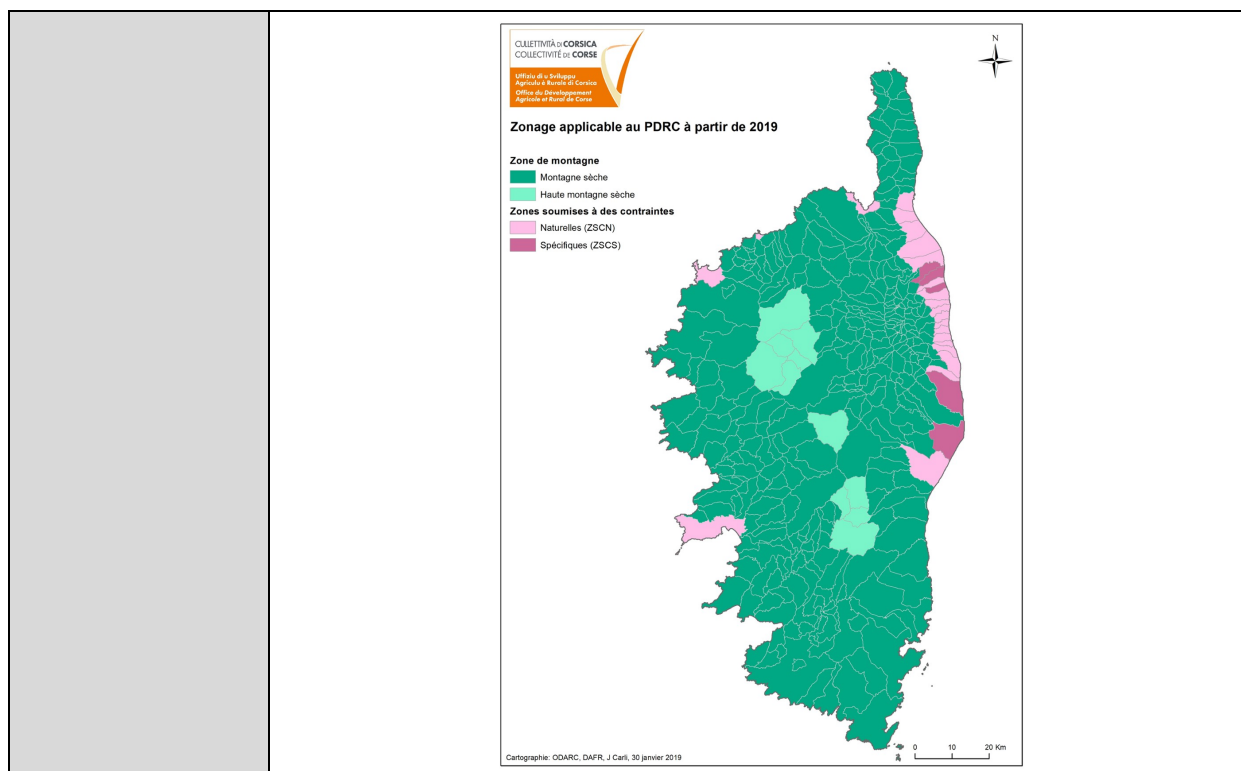 CULLETTIVITÀ DI CORSICA
COLLECTIVITÉ DE CORSE
Uffiziu di u Sviluppu
Agriculu è Rurale di Corsica
Office du Développement
Agricole et Rural de Corse
N
Zonage applicable au PDRC à partir de 2019
Zone de montagne
Montagne sèche
Haute montagne sèche
Zones soumises à des contraintes
Naturelles (ZSCN)
Spécifiques (ZSCS)
0 10 20 Km
Cartographie: ODARC, DAFR, J Carli, 30 janvier 2019